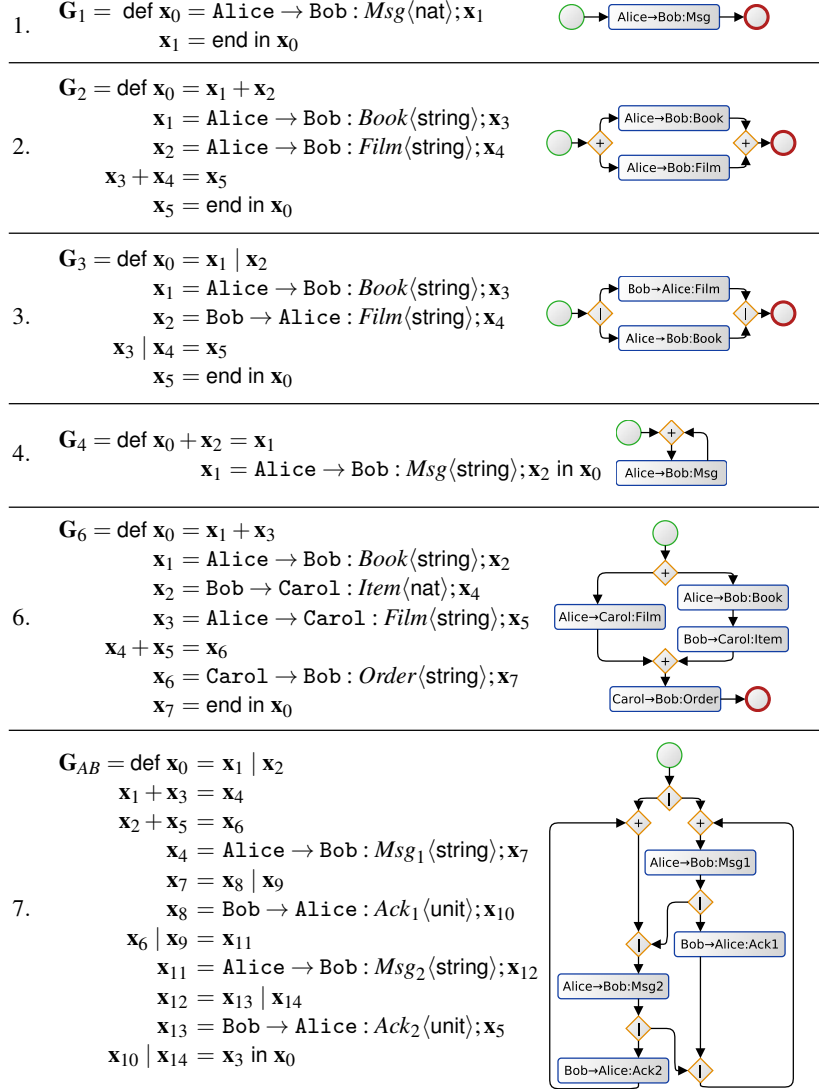 1.
G₁ = def x₀ = Alice → Bob : Msg⟨nat⟩; x₁
x₁ = end in x₀
Alice→Bob:Msg
2.
G₂ = def x₀ = x₁ + x₂
x₁ = Alice → Bob : Book⟨string⟩; x₃
x₂ = Alice → Bob : Film⟨string⟩; x₄
x₃ + x₄ = x₅
x₅ = end in x₀
Alice→Bob:Book
+ +
Alice→Bob:Film
3.
G₃ = def x₀ = x₁ | x₂
x₁ = Alice → Bob : Book⟨string⟩; x₃
x₂ = Bob → Alice : Film⟨string⟩; x₄
x₃ | x₄ = x₅
x₅ = end in x₀
Bob→Alice:Film
| |
Alice→Bob:Book
4.
G₄ = def x₀ + x₂ = x₁
x₁ = Alice → Bob : Msg⟨string⟩; x₂ in x₀
+
Alice→Bob:Msg
6.
G₆ = def x₀ = x₁ + x₃
x₁ = Alice → Bob : Book⟨string⟩; x₂
x₂ = Bob → Carol : Item⟨nat⟩; x₄
x₃ = Alice → Carol : Film⟨string⟩; x₅
x₄ + x₅ = x₆
x₆ = Carol → Bob : Order⟨string⟩; x₇
x₇ = end in x₀
+
Alice→Bob:Book
Alice→Carol:Film
Bob→Carol:Item
+
Carol→Bob:Order
7.
G_AB = def x₀ = x₁ | x₂
x₁ + x₃ = x₄
x₂ + x₅ = x₆
x₄ = Alice → Bob : Msg₁⟨string⟩; x₇
x₇ = x₈ | x₉
x₈ = Bob → Alice : Ack₁⟨unit⟩; x₁₀
x₆ | x₉ = x₁₁
x₁₁ = Alice → Bob : Msg₂⟨string⟩; x₁₂
x₁₂ = x₁₃ | x₁₄
x₁₃ = Bob → Alice : Ack₂⟨unit⟩; x₅
x₁₀ | x₁₄ = x₃ in x₀
|
+ +
Alice→Bob:Msg1
|
| Bob→Alice:Ack1
Alice→Bob:Msg2
|
Bob→Alice:Ack2 |